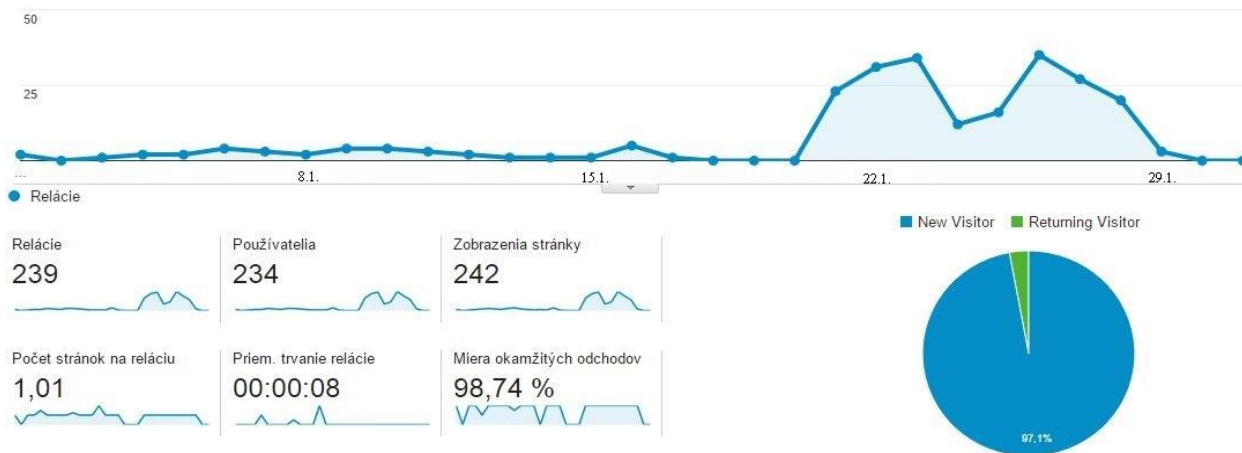 50
25
...
8.1.
15.1.
22.1.
29.1.
Relácie
New Visitor
Returning Visitor
Relácie
Používatelia
Zobrazenia stránky
239
234
242
Počet stránok na reláciu
Priem. trvanie relácie
Miera okamžitých odchodov
1,01
00:00:08
98,74 %
97,1%